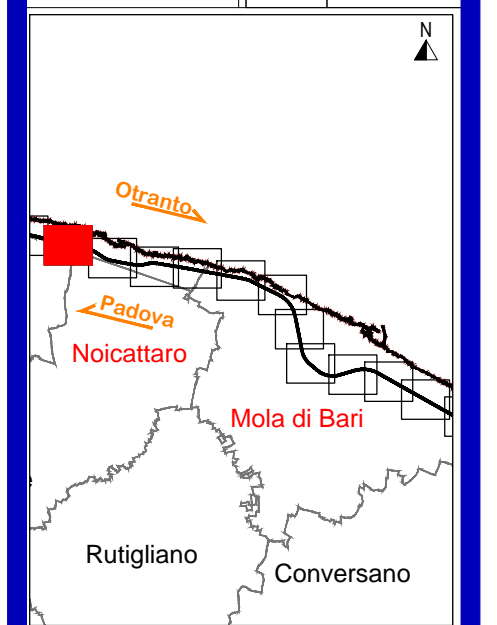 N
Otranto
Padova
Noicattaro
Mola di Bari
Rutigliano
Conversano